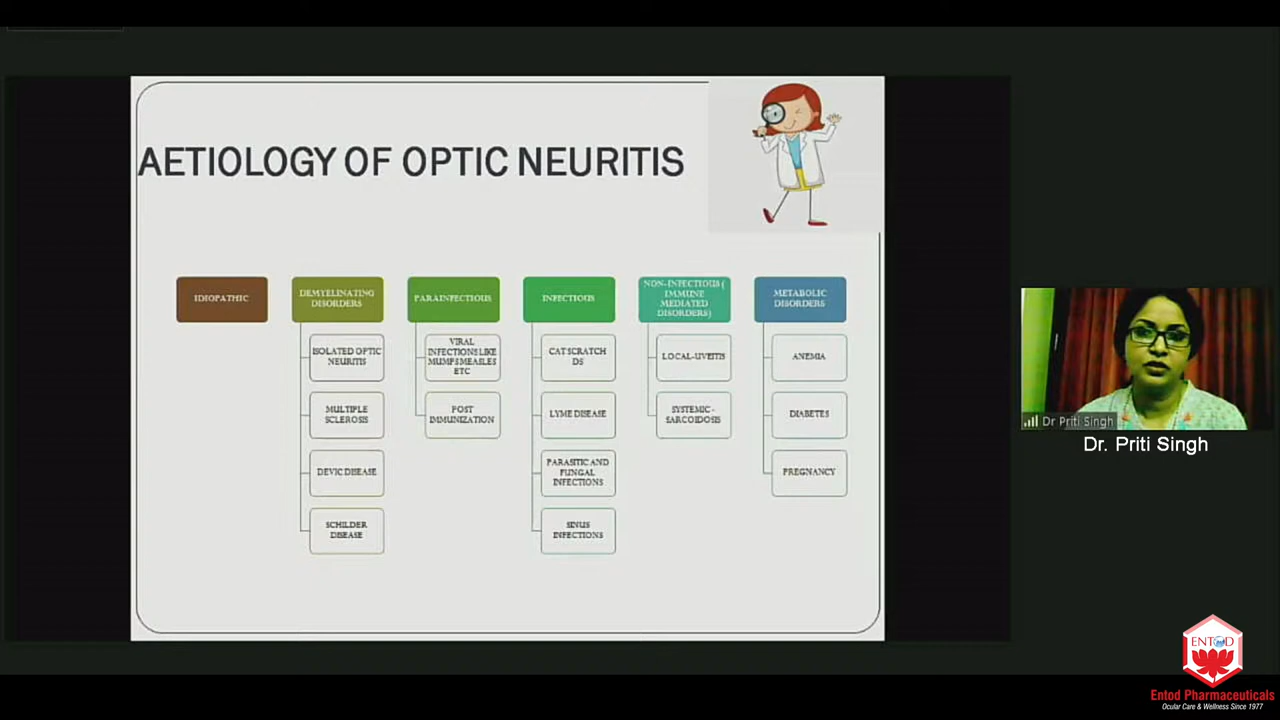 AETIOLOGY OF OPTIC NEURITIS
IDIOPATHIC
DEMYELINATING
DISORDERS
ISOLATED OPTIC
NEURITIS
MULTIPLE
SCLEROSIS
DEVIC DISEASE
SCHILDER
DISEASE
PARAINFECTIOUS
VIRAL
INFECTIONS LIKE
MUMPS MEASLES
ETC
POST
IMMUNIZATION
INFECTIOUS
CAT SCRATCH
DS
LYME DISEASE
PARASITIC AND
FUNGAL
INFECTIONS
SINUS
INFECTIONS
NON-INFECTIOUS (
IMMUNE
MEDIATED
DISORDERS)
LOCAL-UVEITIS
SYSTEMIC -
SARCOIDOSIS
METABOLIC
DISORDERS
ANEMIA
DIABETES
PREGNANCY
Dr Priti Singh
Dr. Priti Singh
ENTOD
Entod Pharmaceuticals
Ocular Care & Wellness Since 1977